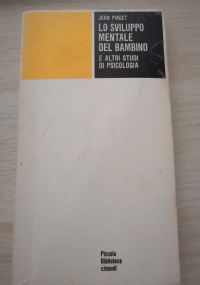 JEAN PIAGET
LO SVILUPPO
MENTALE
DEL BAMBINO
E ALTRI STUDI
DI PSICOLOGIA
Piccola
Biblioteca
Einaudi